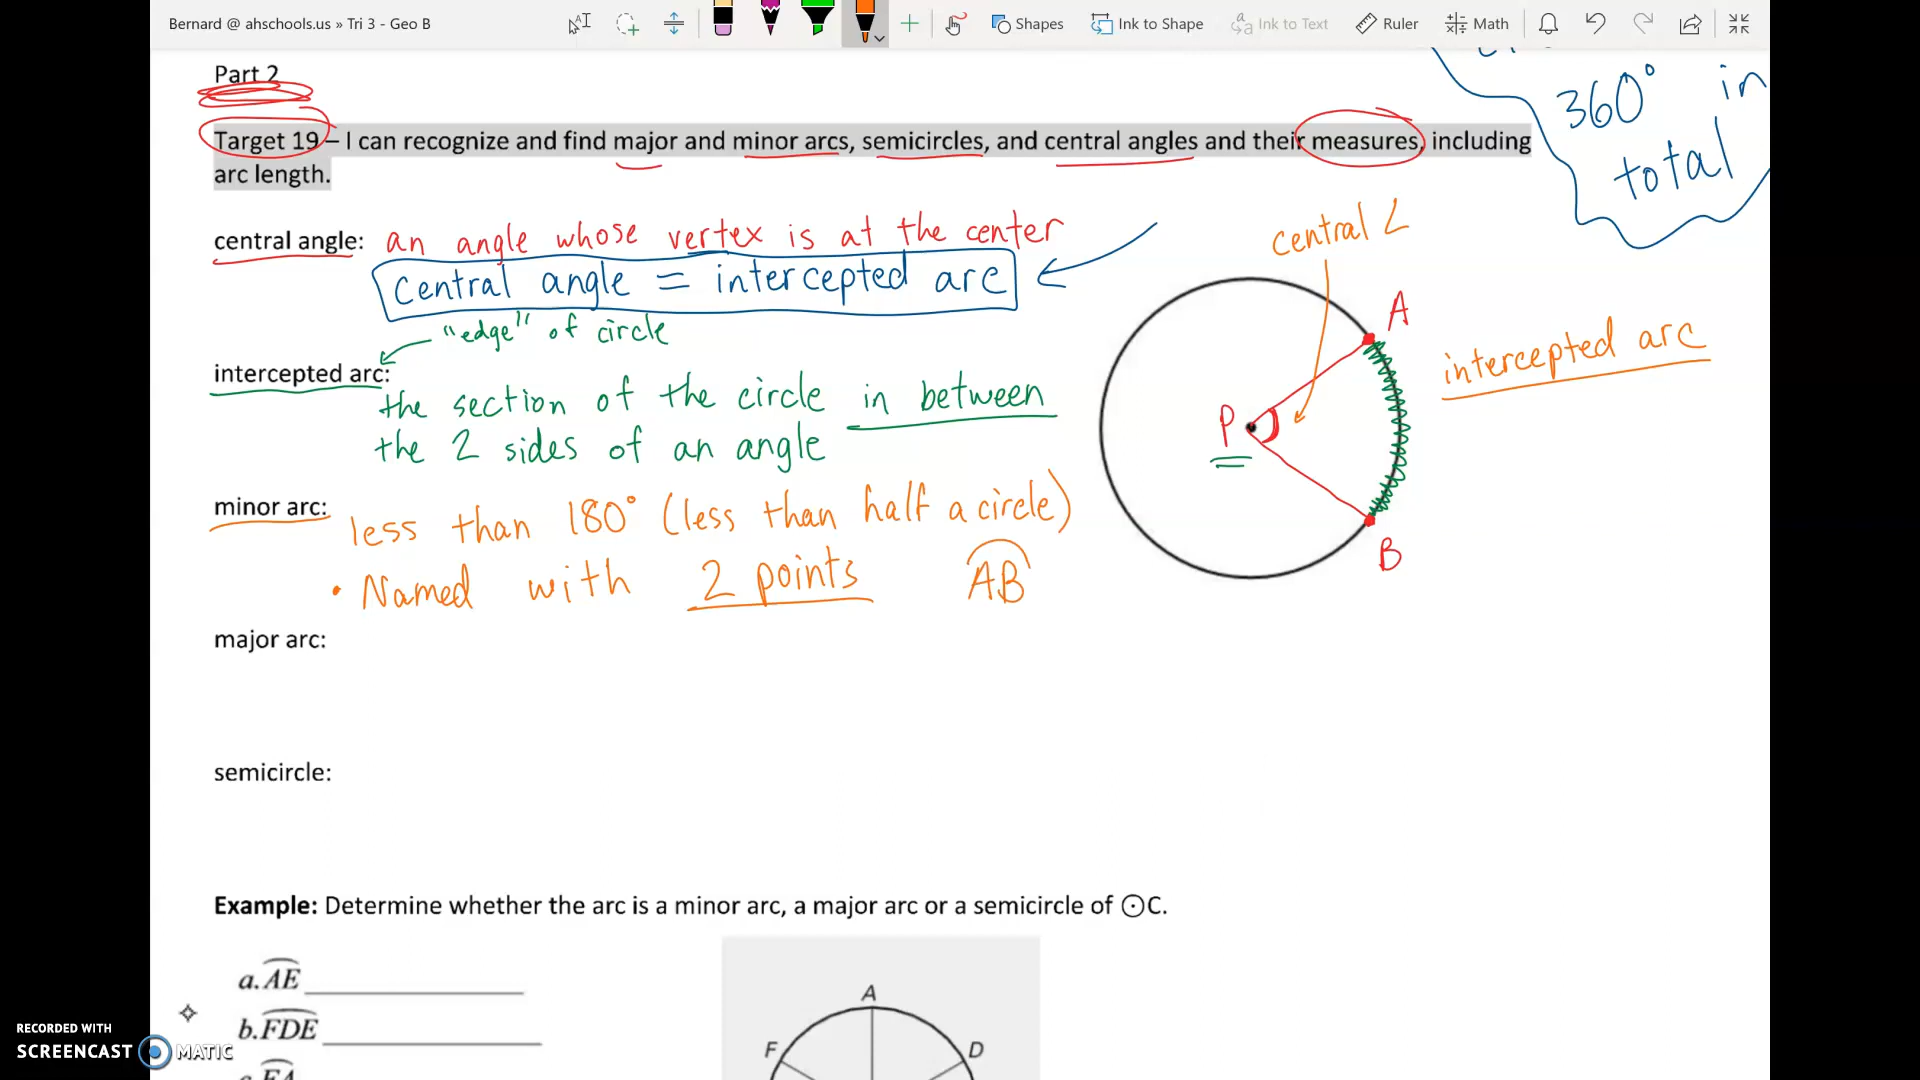 Bernard @ ahschools.us » Tri 3 - Geo B
Shapes
Ink to Shape
Ink to Text
Ruler
Math
Part 2
360° in
total
Target 19 – I can recognize and find major and minor arcs, semicircles, and central angles and their measures, including
arc length.
central angle: an angle whose vertex is at the center
Central angle = intercepted arc
central ∠
"edge" of circle
intercepted arc:
the section of the circle in between
the 2 sides of an angle
A
intercepted arc
P
B
minor arc: less than 180° (less than half a circle)
• Named with 2 points AB
major arc:
semicircle:
Example: Determine whether the arc is a minor arc, a major arc or a semicircle of ⊙C.
a. AE
b. FDE
A
F
D
RECORDED WITH
SCREENCAST MATIC